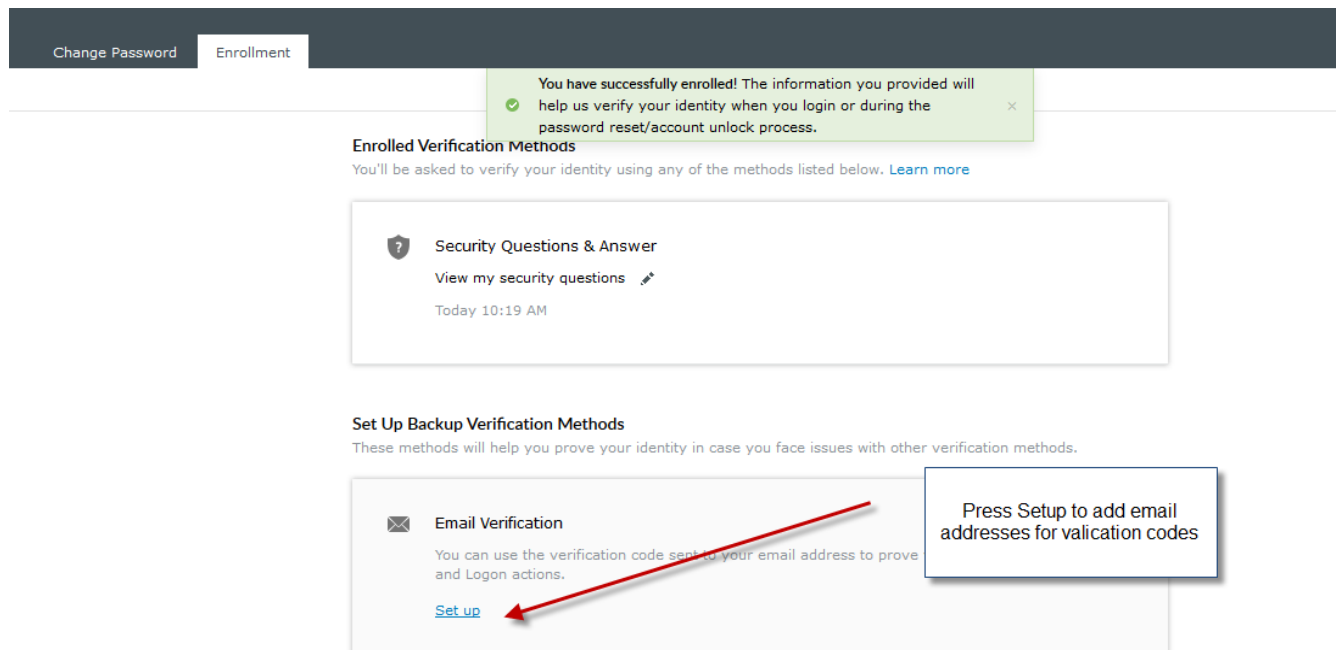 Change Password Enrollment
You have successfully enrolled! The information you provided will
help us verify your identity when you login or during the
password reset/account unlock process.
Enrolled Verification Methods
You'll be asked to verify your identity using any of the methods listed below. Learn more
Security Questions & Answer
View my security questions
Today 10:19 AM
Set Up Backup Verification Methods
These methods will help you prove your identity in case you face issues with other verification methods.
Press Setup to add email
addresses for valication codes
Email Verification
You can use the verification code sent to your email address to prove
and Logon actions.
Set up